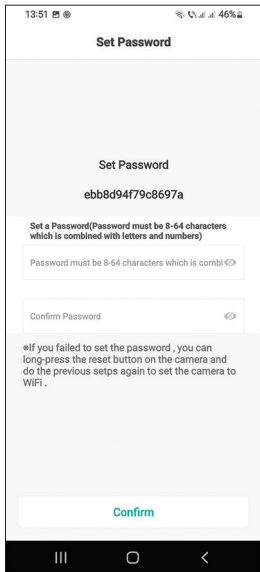 13:51 46%
Set Password
Set Password
ebb8d94f79c8697a
Set a Password(Password must be 8-64 characters
which is combined with letters and numbers)
Password must be 8-64 characters which is combi
Confirm Password
※If you failed to set the password , you can
long-press the reset button on the camera and
do the previous setps again to set the camera to
WiFi .
Confirm